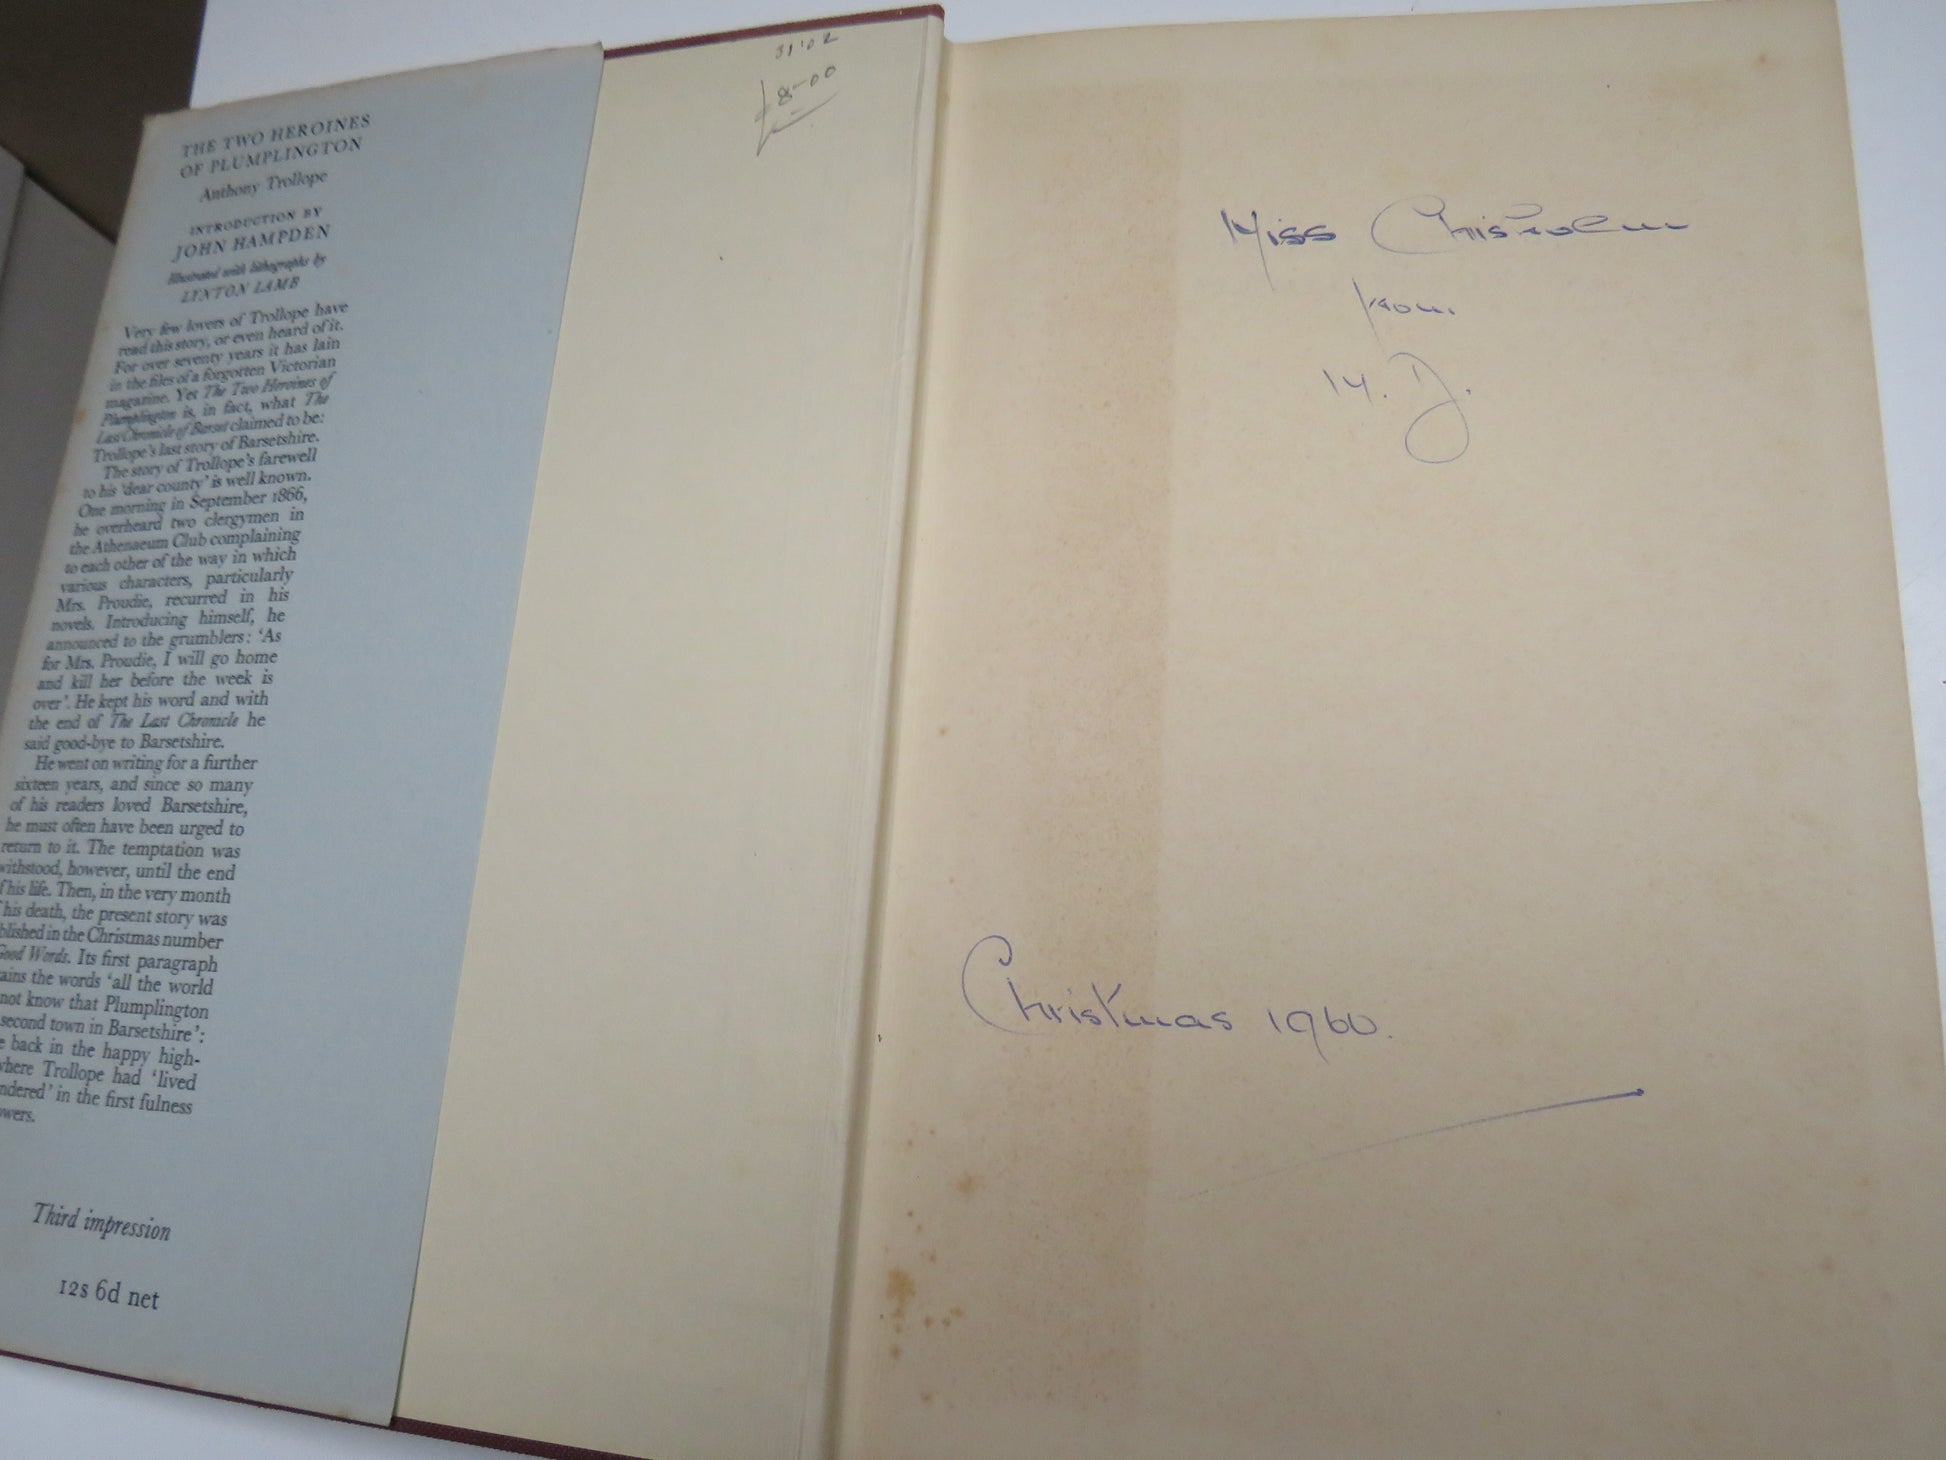 THE TWO HEROINES
OF PLUMPLINGTON
Anthony Trollope
INTRODUCTION BY
JOHN HAMPDEN
Illustrated with lithographs by
LYNTON LAMB
Very few lovers of Trollope have
read this story, or even heard of it.
For over seventy years it has lain
in the files of a forgotten Victorian
magazine. Yet The Two Heroines of
Plumplington is, in fact, what The
Last Chronicle of Barset claimed to be:
Trollope's last story of Barsetshire.
The story of Trollope's farewell
to his 'dear county' is well known.
One morning in September 1866,
he overheard two clergymen in
the Athenaeum Club complaining
to each other of the way in which
various characters, particularly
Mrs. Proudie, recurred in his
novels. Introducing himself, he
announced to the grumblers: 'As
for Mrs. Proudie, I will go home
and kill her before the week is
over'. He kept his word and with
the end of The Last Chronicle he
said good-bye to Barsetshire.
He went on writing for a further
sixteen years, and since so many
of his readers loved Barsetshire,
he must often have been urged to
return to it. The temptation was
withstood, however, until the end
his life. Then, in the very month
his death, the present story was
blished in the Christmas number
Good Words. Its first paragraph
ains the words 'all the world
not know that Plumplington
second town in Barsetshire':
back in the happy high-
where Trollope had 'lived
ndered' in the first fulness
owers.
Third impression
12s 6d net
31'02
£8-00
Miss Chisholm
from
M. D.
Christmas 1960.